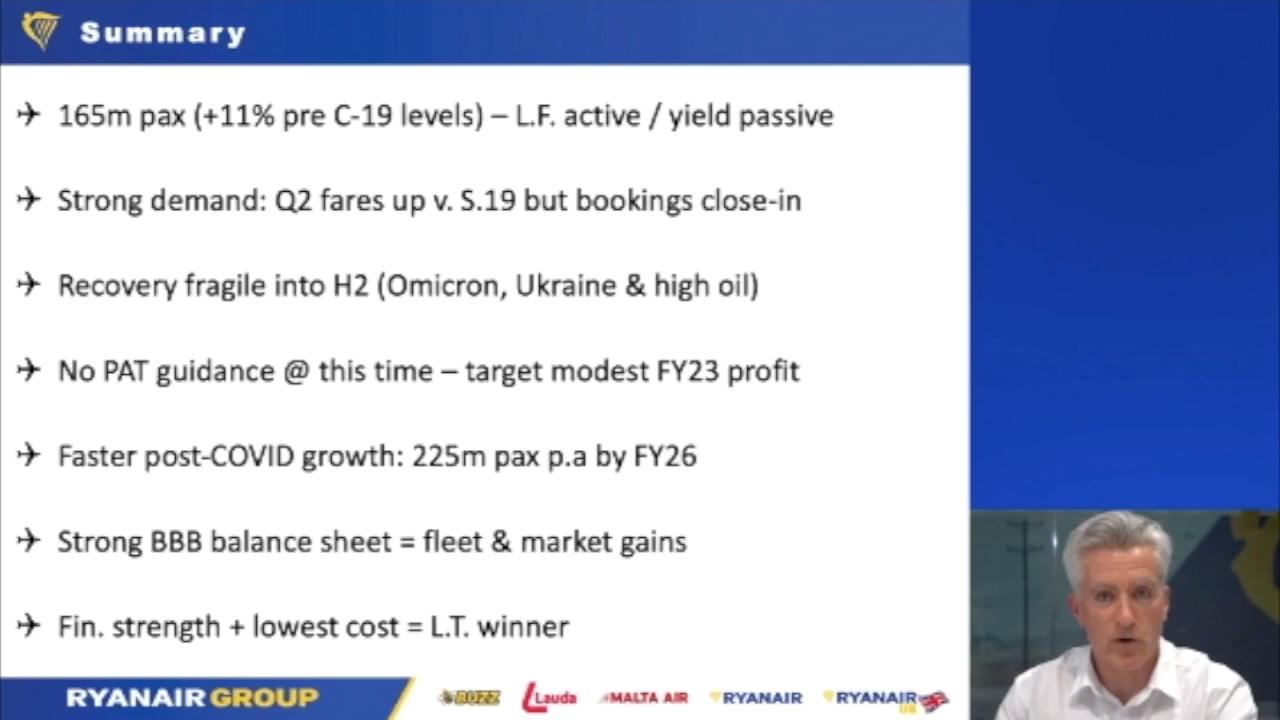 Summary
165m pax (+11% pre C-19 levels) – L.F. active / yield passive
Strong demand: Q2 fares up v. S.19 but bookings close-in
Recovery fragile into H2 (Omicron, Ukraine & high oil)
No PAT guidance @ this time – target modest FY23 profit
Faster post-COVID growth: 225m pax p.a by FY26
Strong BBB balance sheet = fleet & market gains
Fin. strength + lowest cost = L.T. winner
RYANAIR GROUP
BUZZ
Lauda
MALTA AIR
RYANAIR
RYANAIR
UK